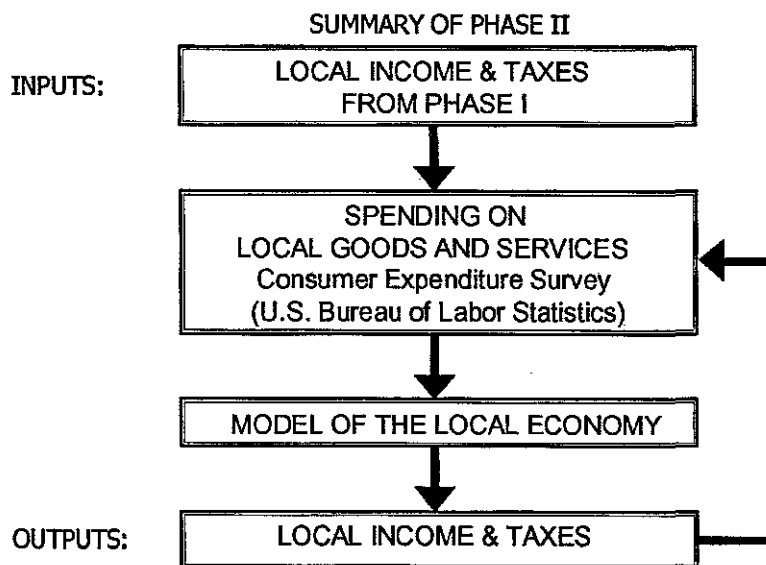 SUMMARY OF PHASE II
INPUTS:
LOCAL INCOME & TAXES
FROM PHASE I
SPENDING ON
LOCAL GOODS AND SERVICES
Consumer Expenditure Survey
(U.S. Bureau of Labor Statistics)
MODEL OF THE LOCAL ECONOMY
OUTPUTS:
LOCAL INCOME & TAXES